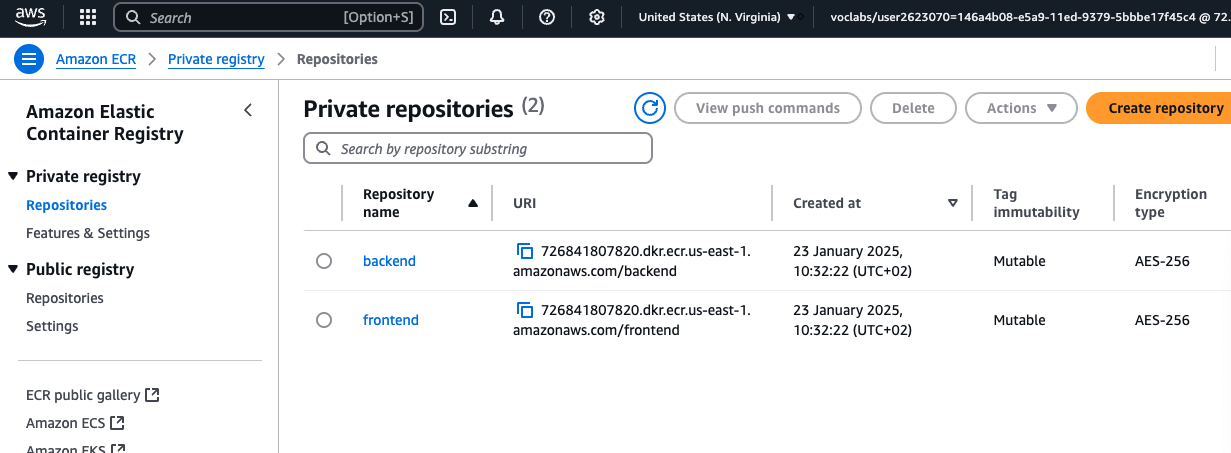 aws
Search [Option+S] United States (N. Virginia) voclabs/user2623070=146a4b08-e5a9-11ed-9379-5bbbe17f45c4 @ 72
Amazon ECR Private registry Repositories
Amazon Elastic
Container Registry
Private registry
Repositories
Features & Settings
Public registry
Repositories
Settings
ECR public gallery
Amazon ECS
Amazon EKS
Private repositories (2)
View push commands
Delete
Actions
Create repository
Search by repository substring
Repository
name
URI
Created at
Tag
immutability
Encryption
type
backend
726841807820.dkr.ecr.us-east-1.
amazonaws.com/backend
23 January 2025,
10:32:22 (UTC+02)
Mutable
AES-256
frontend
726841807820.dkr.ecr.us-east-1.
amazonaws.com/frontend
23 January 2025,
10:32:22 (UTC+02)
Mutable
AES-256